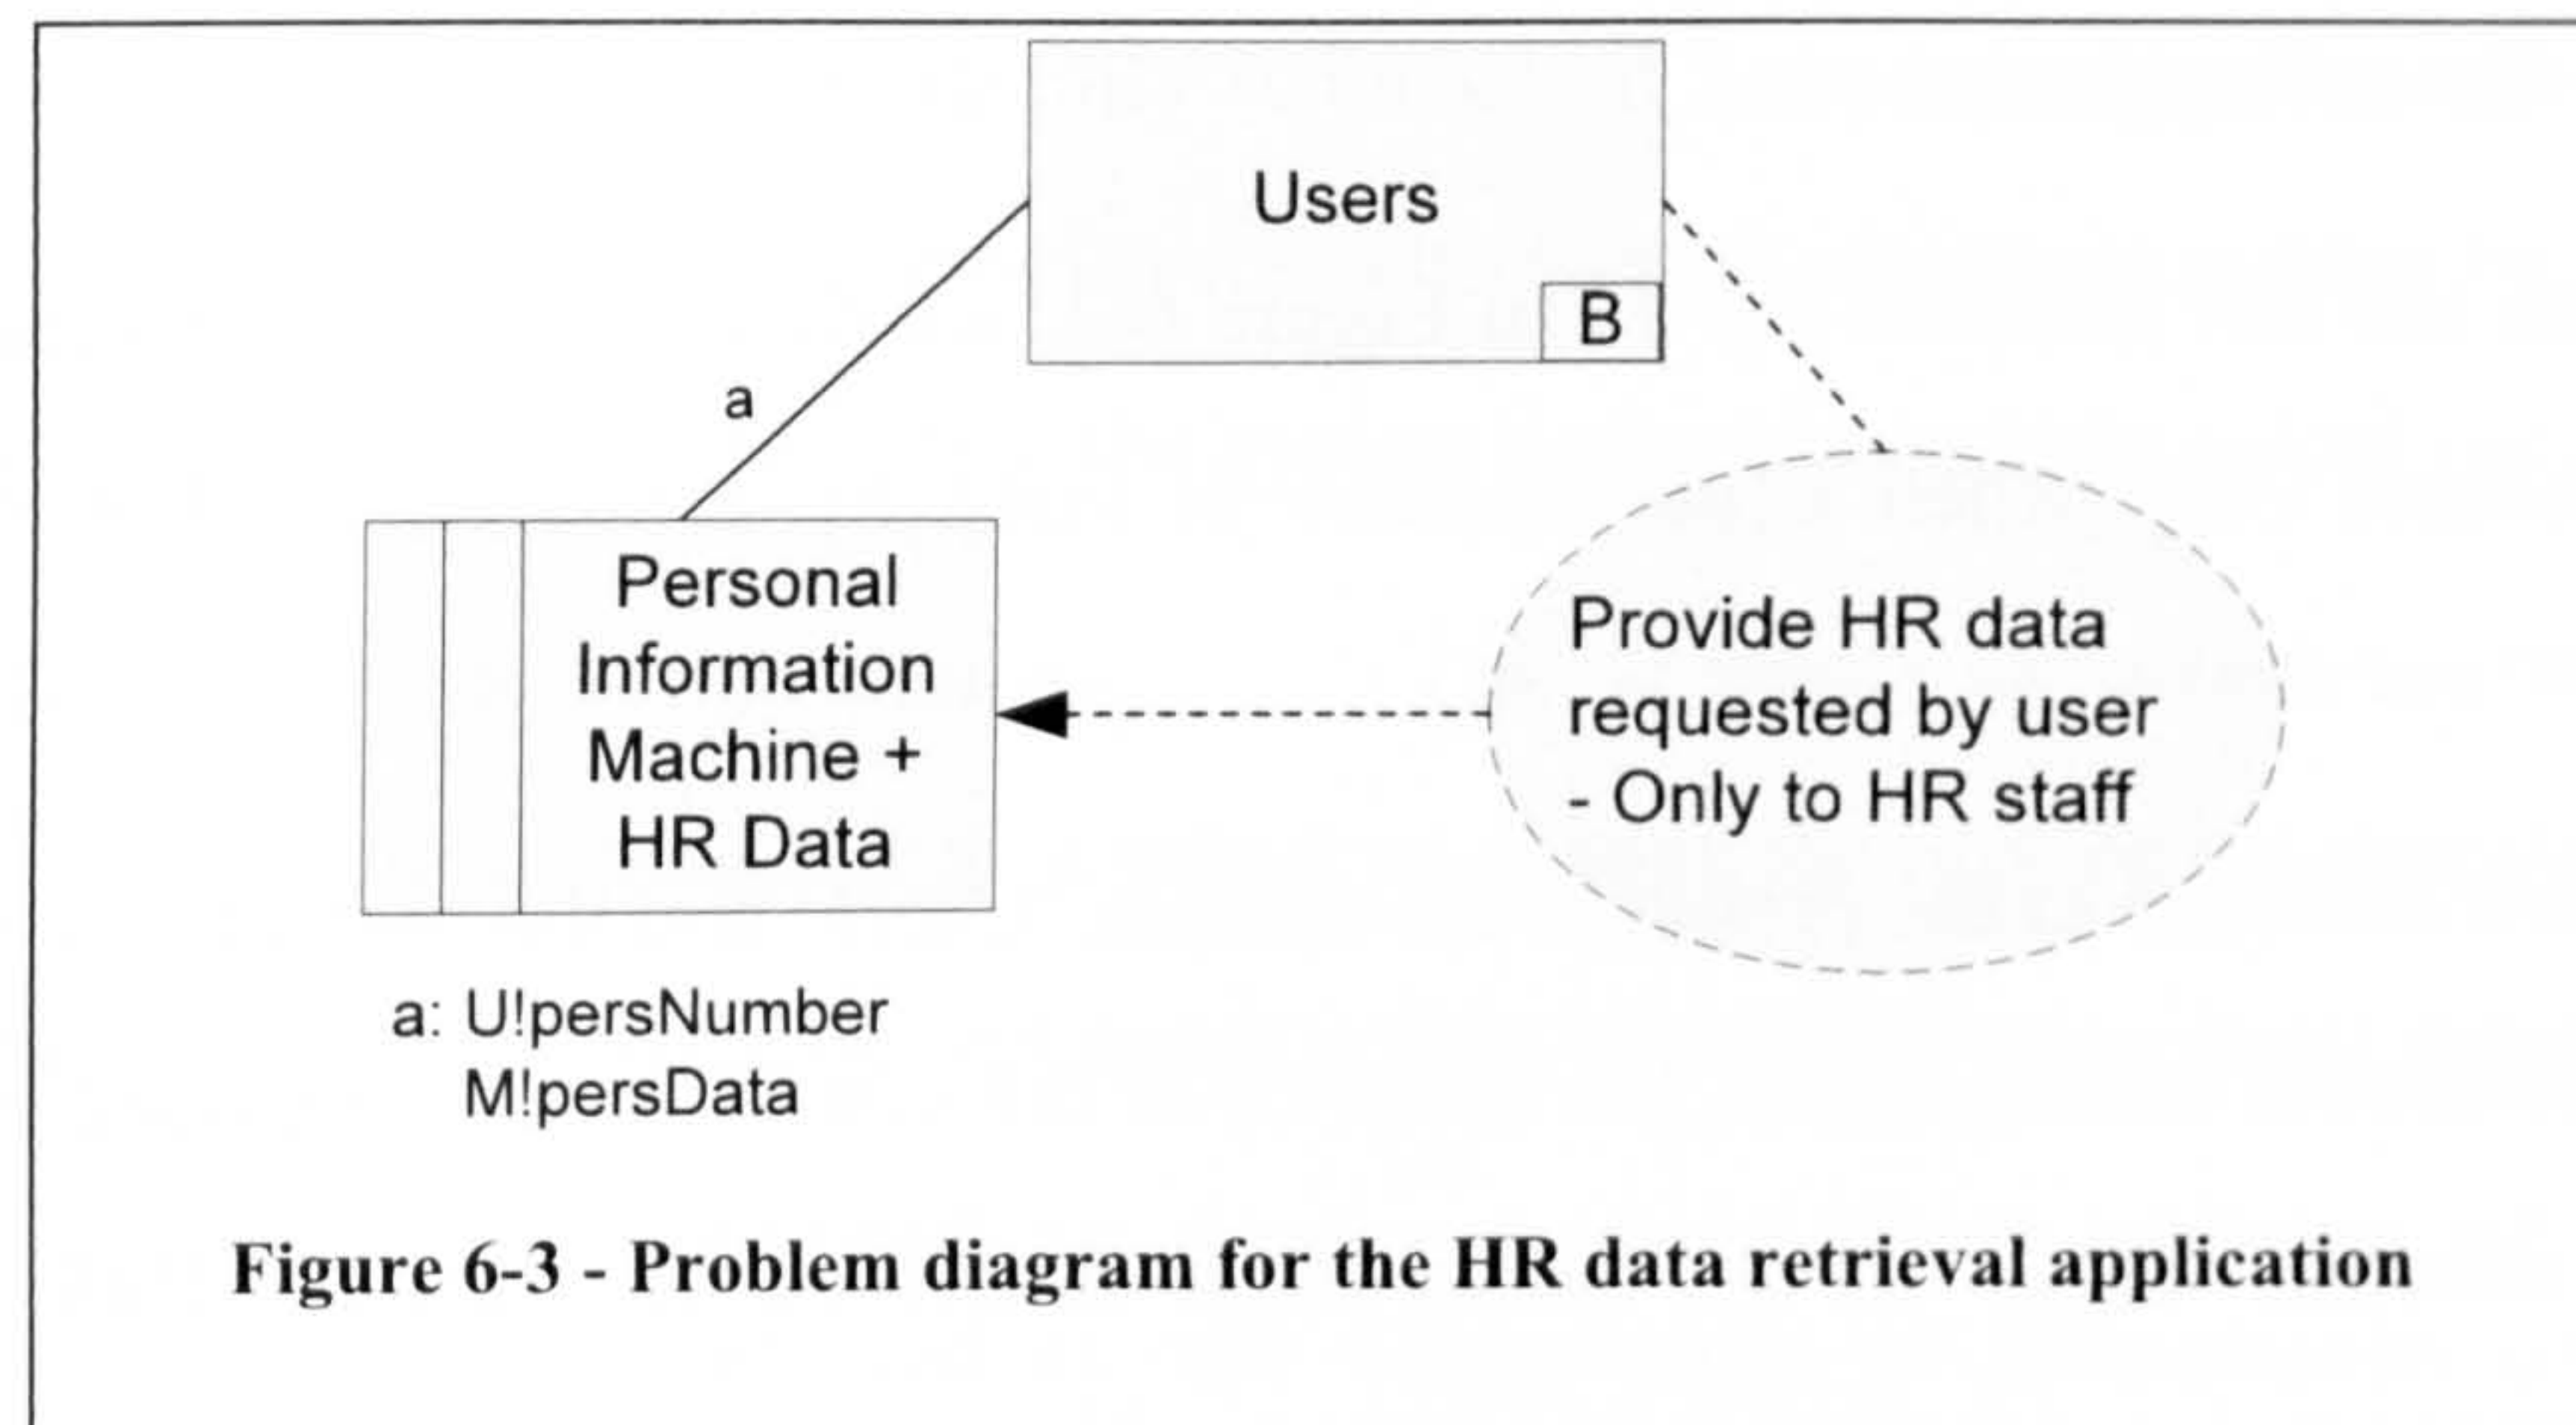 Users
B
a
Personal
Information
Machine +
HR Data
Provide HR data
requested by user
- Only to HR staff
a: U!persNumber
M!persData
Figure 6-3 - Problem diagram for the HR data retrieval application